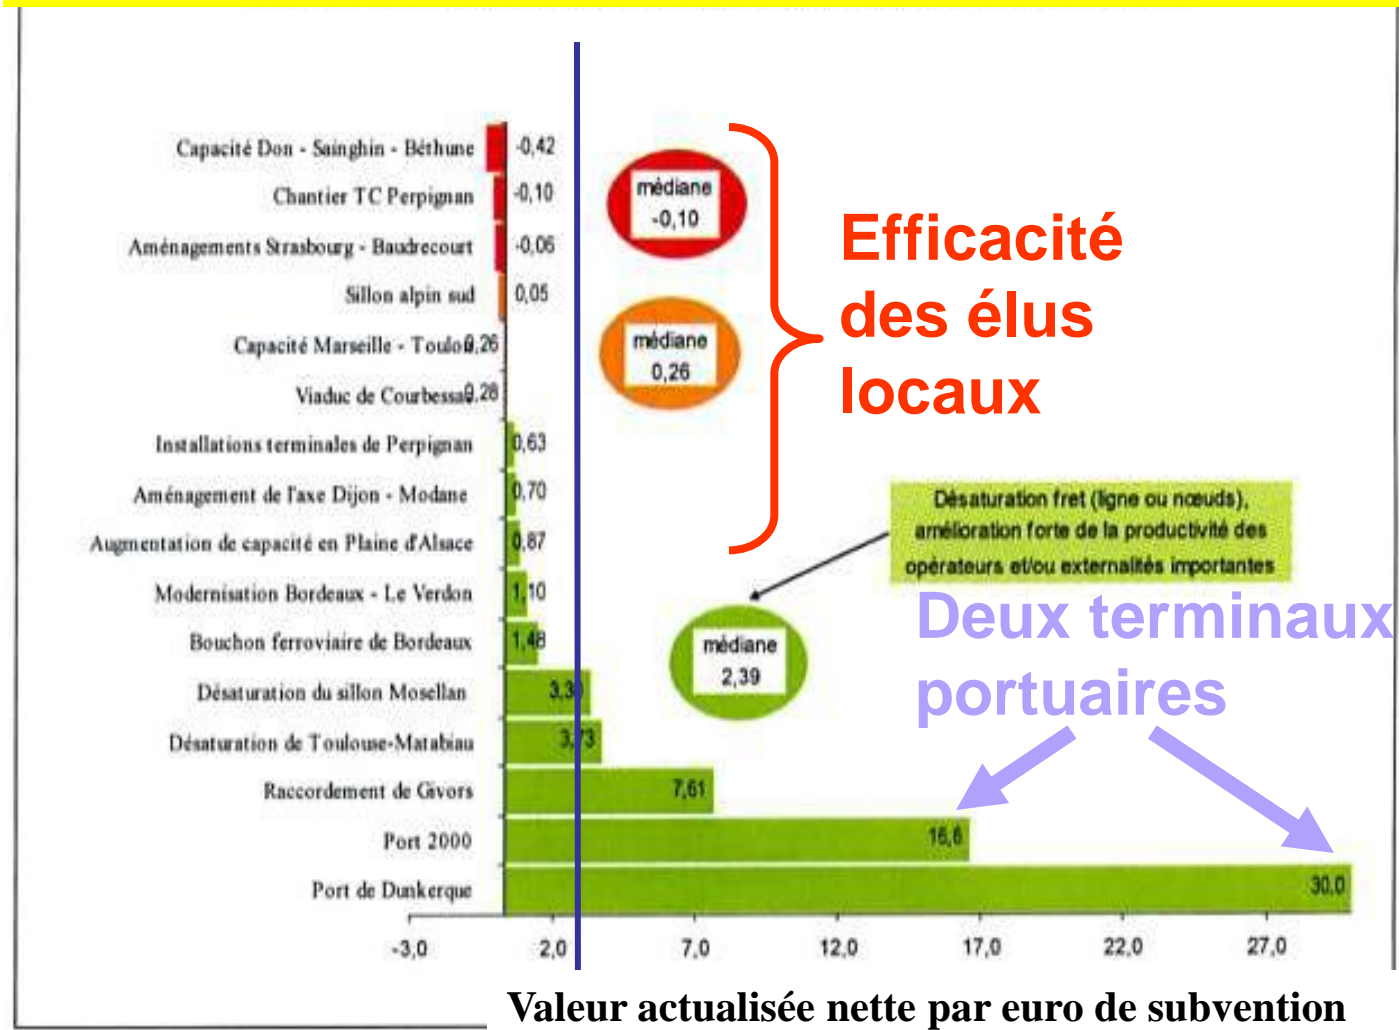 Capacité Don - Sainghin - Béthune -0,42
Chantier TC Perpignan -0,10
Aménagements Strasbourg - Baudrecourt -0,06
Sillon alpin sud 0,05
Capacité Marseille - Toulon 0,26
Viaduc de Courbessac 0,28
Installations terminales de Perpignan 0,63
Aménagement de l'axe Dijon - Modane 0,70
Augmentation de capacité en Plaine d'Alsace 0,87
Modernisation Bordeaux - Le Verdon 1,10
Bouchon ferroviaire de Bordeaux 1,48
Désaturation du sillon Mosellan
Désaturation de Toulouse-Matabiau 3,73
Raccordement de Givors 7,61
Port 2000 16,6
Port de Dunkerque 30,0
médiane
-0,10
médiane
0,26
Efficacité
des élus
locaux
Désaturation fret (ligne ou nœuds),
amélioration forte de la productivité des
opérateurs et/ou externalités importantes
médiane
2,39
Deux terminaux
portuaires
-3,0 2,0 7,0 12,0 17,0 22,0 27,0
Valeur actualisée nette par euro de subvention